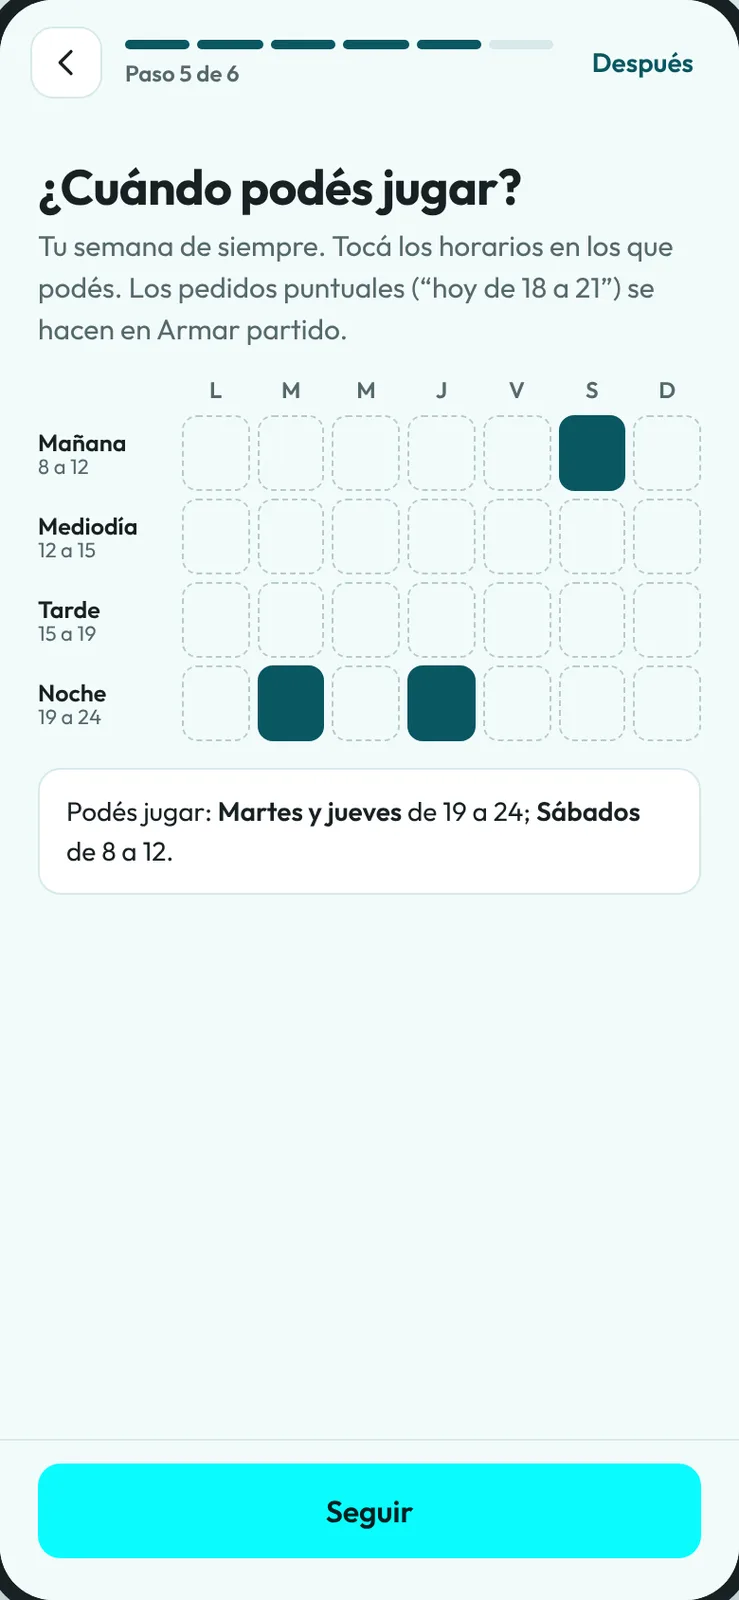 Paso 5 de 6
Después
¿Cuándo podés jugar?
Tu semana de siempre. Tocá los horarios en los que
podés. Los pedidos puntuales (“hoy de 18 a 21”) se
hacen en Armar partido.
L M M J V S D
Mañana
8 a 12
Mediodía
12 a 15
Tarde
15 a 19
Noche
19 a 24
Podés jugar: Martes y jueves de 19 a 24; Sábados
de 8 a 12.
Seguir